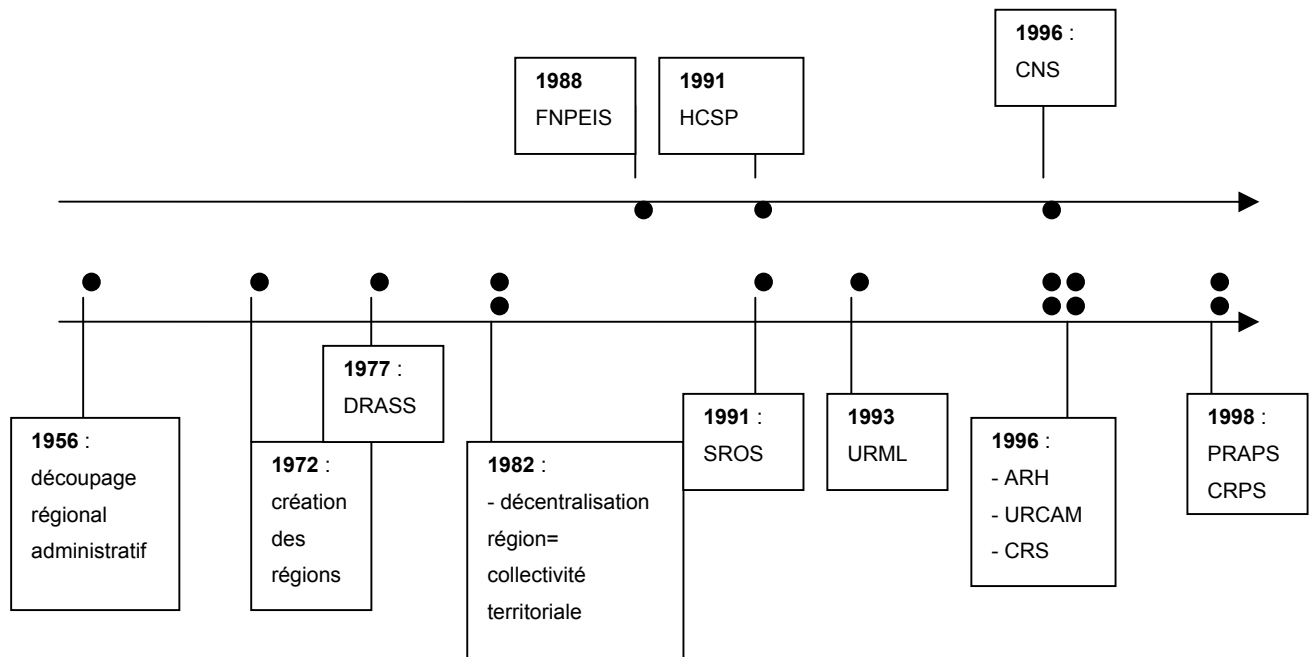 1988
FNPEIS
1991
HCSP
1996 :
CNS
1956 :
découpage
régional
administratif
1972 :
création
des
régions
1977 :
DRASS
1982 :
- décentralisation
région=
collectivité
territoriale
1991 :
SROS
1993
URML
1996 :
- ARH
- URCAM
- CRS
1998 :
PRAPS
CRPS